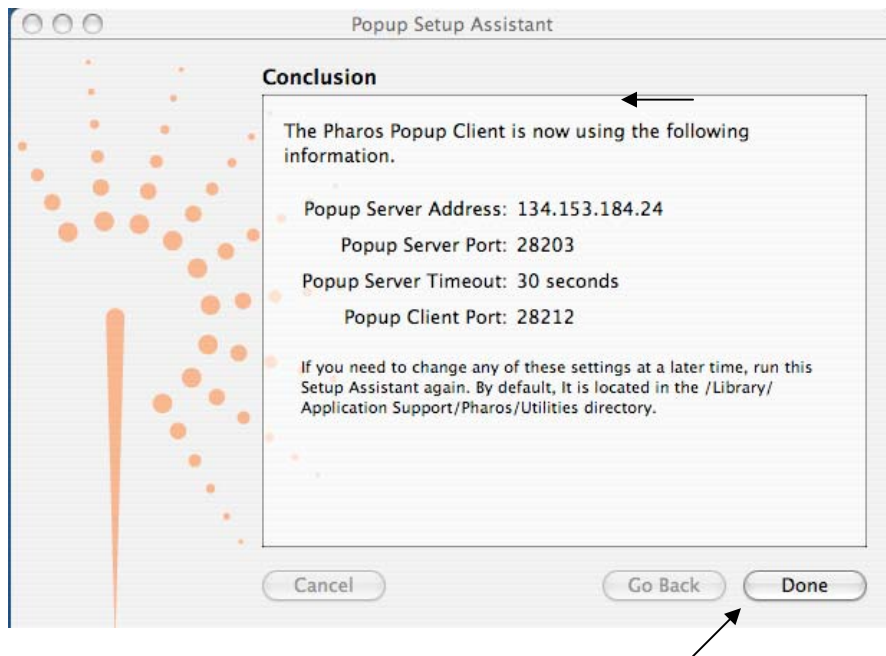 Popup Setup Assistant
Conclusion
The Pharos Popup Client is now using the following
information.
Popup Server Address: 134.153.184.24
Popup Server Port: 28203
Popup Server Timeout: 30 seconds
Popup Client Port: 28212
If you need to change any of these settings at a later time, run this
Setup Assistant again. By default, It is located in the /Library/
Application Support/Pharos/Utilities directory.
Cancel
Go Back
Done